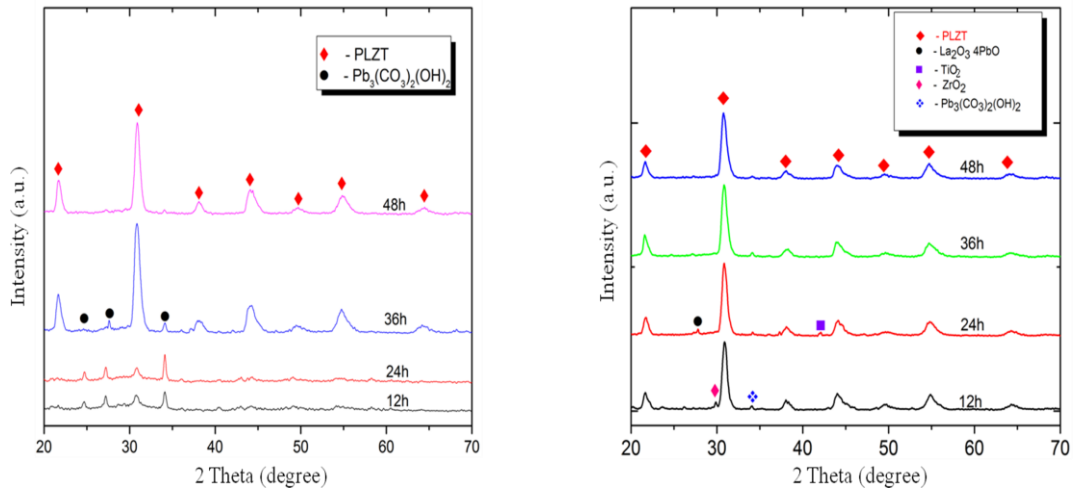 - PLZT
- Pb3(CO3)2(OH)2
48h
36h
24h
12h
Intensity (a.u.)
20 30 40 50 60 70
2 Theta (degree)
- PLZT
- La2O3 4PbO
- TiO2
- ZrO2
- Pb3(CO3)2(OH)2
48h
36h
24h
12h
Intensity (a.u.)
20 30 40 50 60 70
2 Theta (degree)